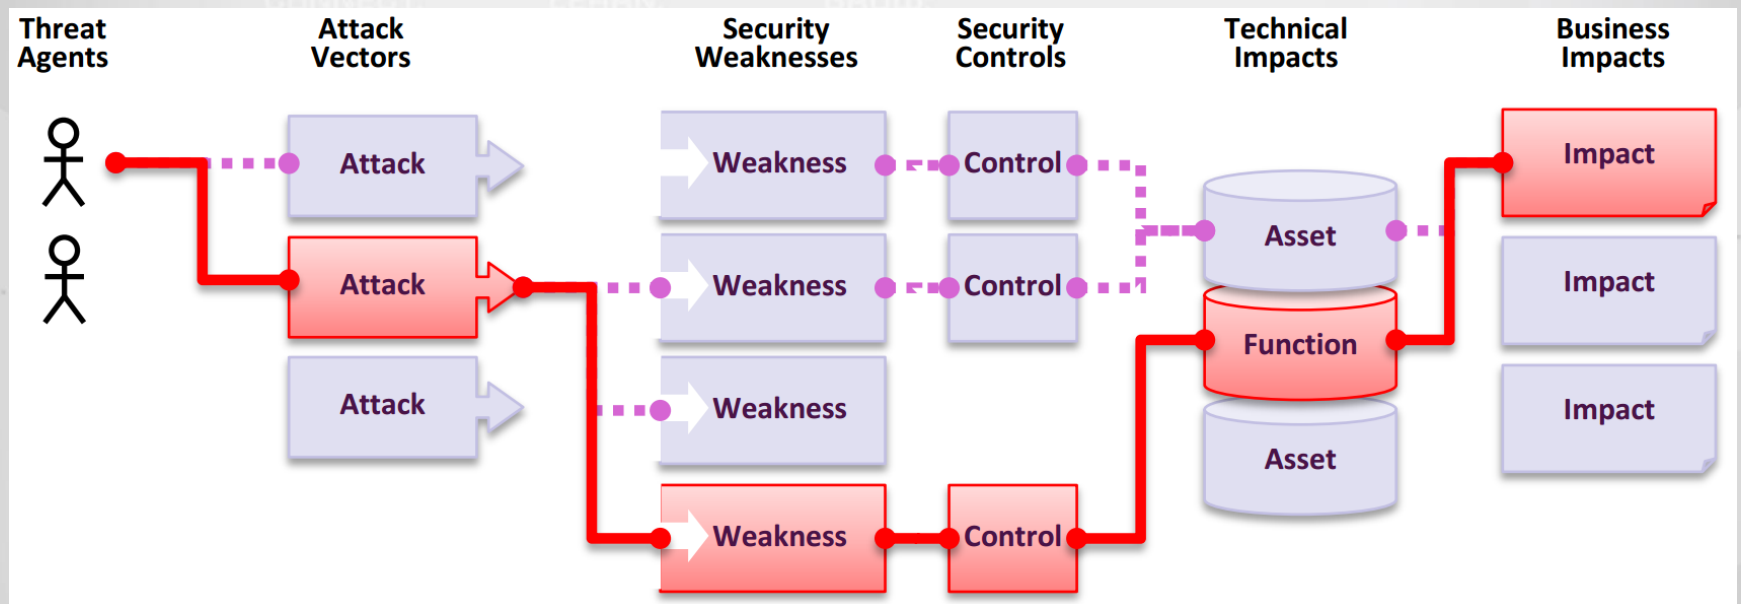 Threat
Agents
Attack
Vectors
Security
Weaknesses
Security
Controls
Technical
Impacts
Business
Impacts
Attack
Weakness
Control
Impact
Asset
Attack
Weakness
Control
Impact
Function
Attack
Weakness
Impact
Asset
Weakness
Control